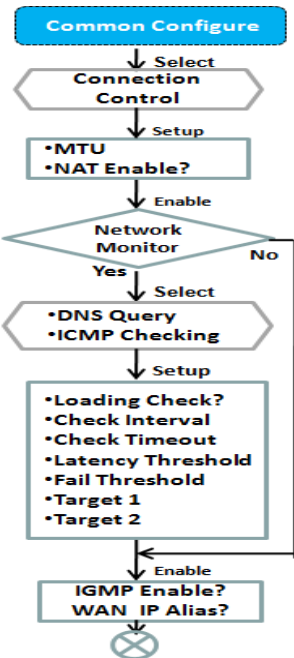 Common Configure
Select
Connection
Control
Setup
•MTU
•NAT Enable?
Enable
Network
Monitor
No
Yes
Select
•DNS Query
•ICMP Checking
Setup
•Loading Check?
•Check Interval
•Check Timeout
•Latency Threshold
•Fail Threshold
•Target 1
•Target 2
Enable
IGMP Enable?
WAN IP Alias?